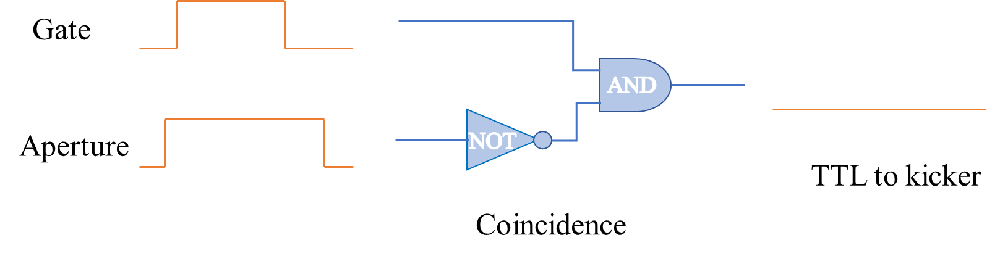 Gate
AND
NOT
Aperture
TTL to kicker
Coincidence